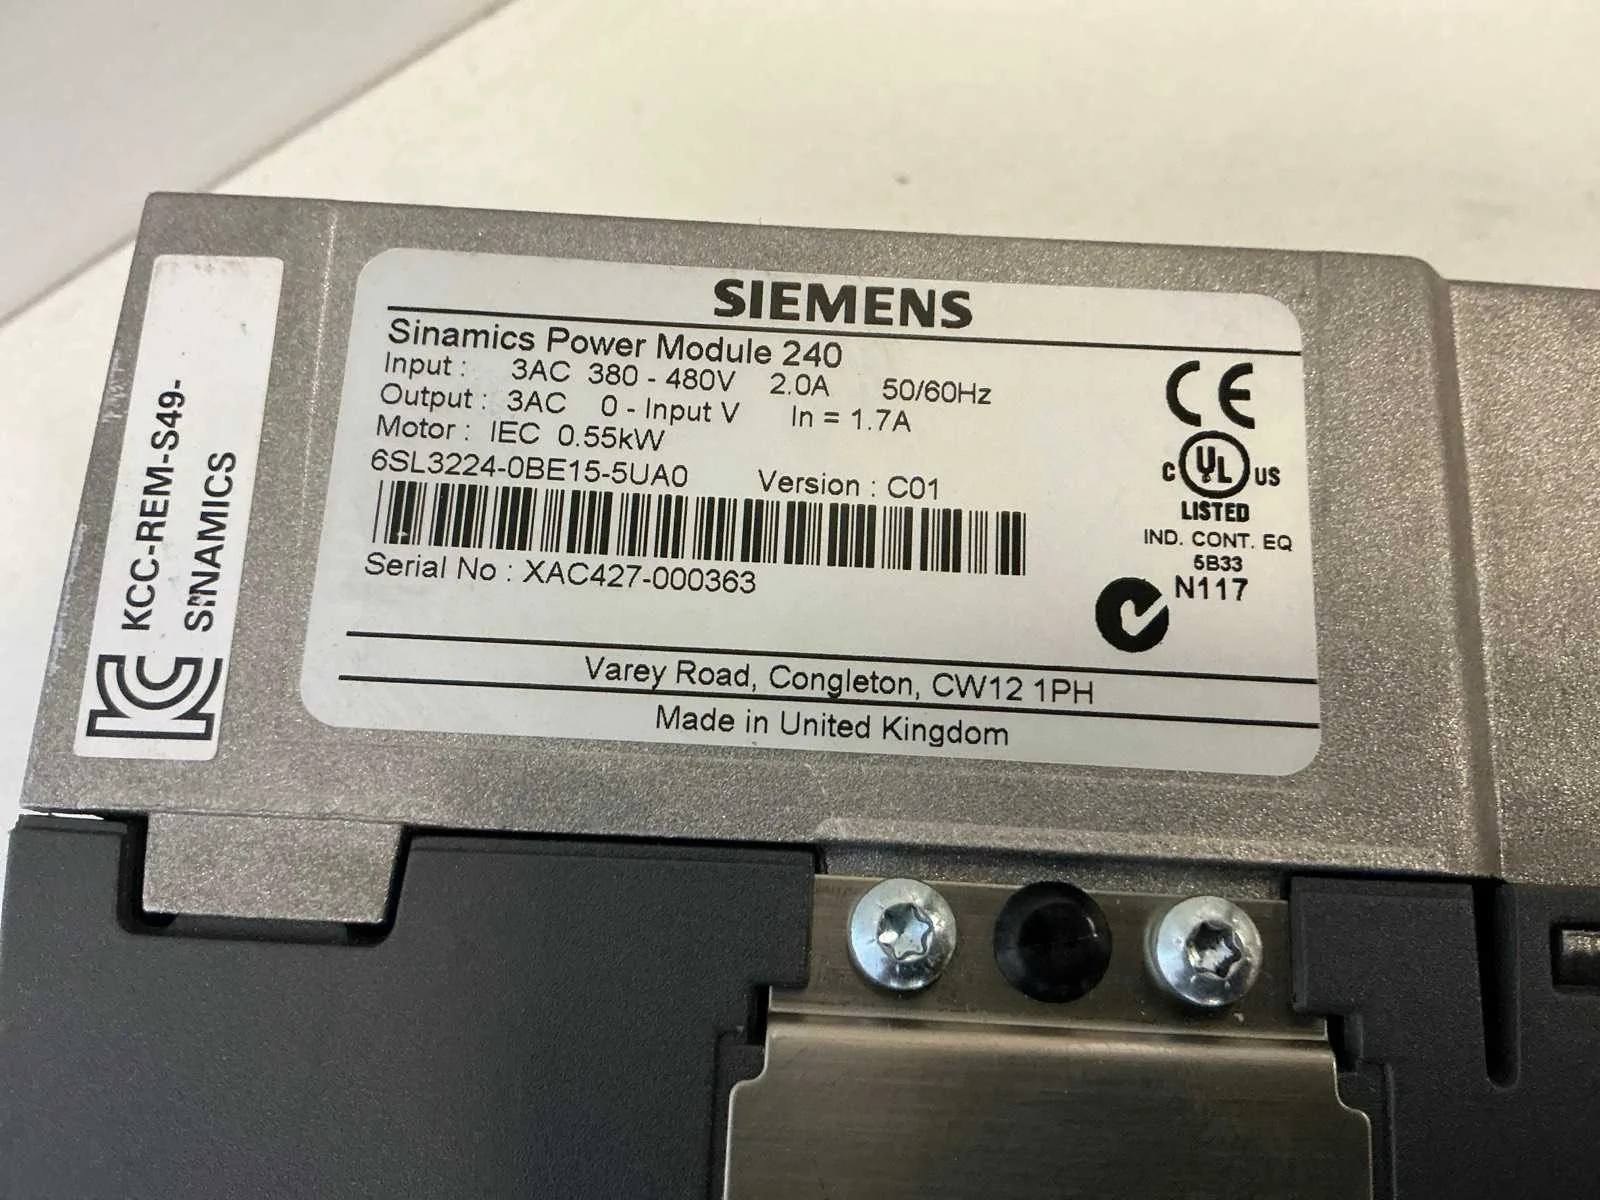 SIEMENS
Sinamics Power Module 240
Input : 3AC 380 - 480V 2.0A 50/60Hz
Output : 3AC 0 - Input V In = 1.7A
Motor : IEC 0.55kW
6SL3224-0BE15-5UA0 Version : C01
Serial No : XAC427-000363
CE
C UL US
LISTED
IND. CONT. EQ
5B33
N117
Varey Road, Congleton, CW12 1PH
Made in United Kingdom
KCC-REM-S49-
SINAMICS